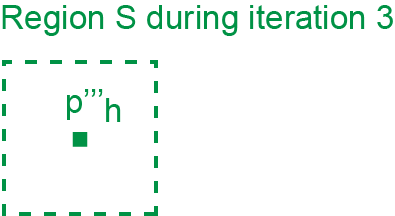 Region S during iteration 3
p’’’h